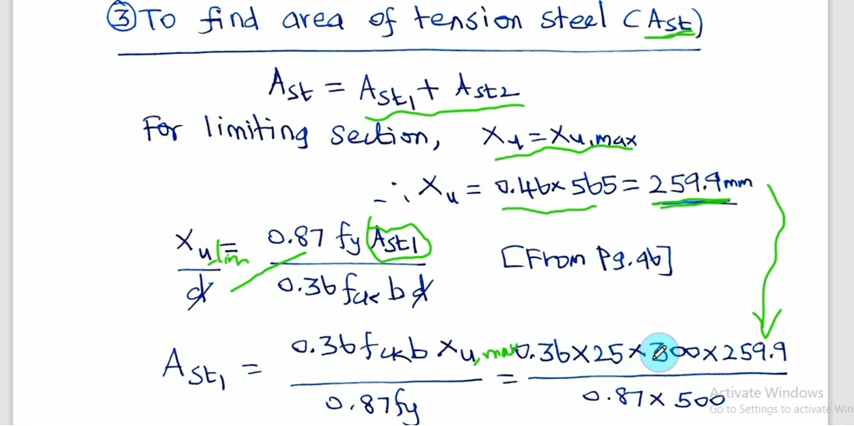 ③ To find area of tension steel (Ast)
Ast = Ast1 + Ast2
For limiting section, xu = xu,max
∴ xu = 0.46 × 565 = 259.9 mm
xu,lim/d = 0.87 fy Ast1 / 0.36 fck b d [From Pg. 96]
Ast1 = 0.36 fck b xu,max / 0.87 fy = 0.36 × 25 × 300 × 259.9 / 0.87 × 500
Activate Windows
Go to Settings to activate Win